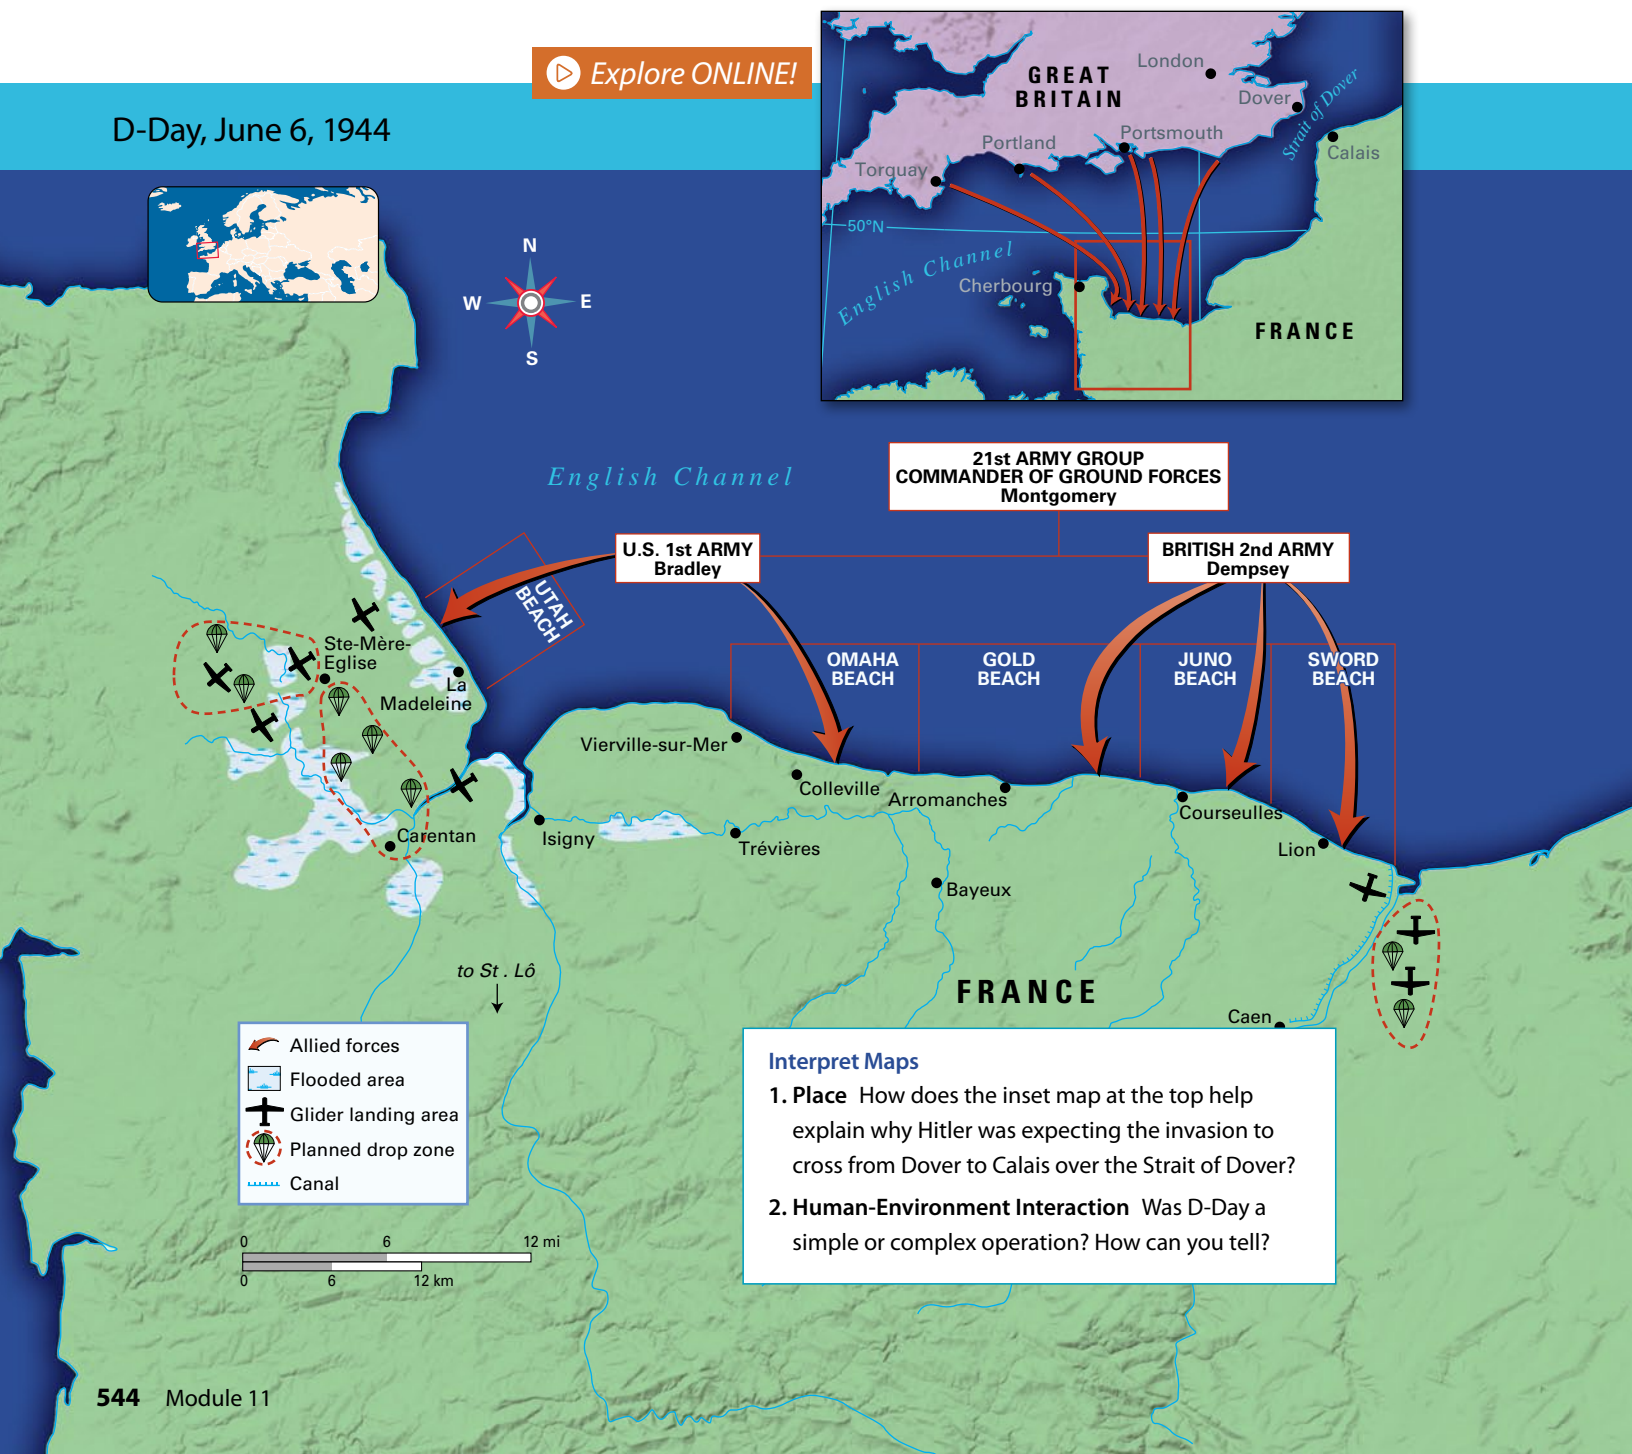 Explore ONLINE!
D-Day, June 6, 1944
GREAT
BRITAIN
London
Dover
Strait of Dover
Portsmouth
Portland
Calais
Torquay
50°N
English Channel
Cherbourg
FRANCE
N
W
E
S
English Channel
21st ARMY GROUP
COMMANDER OF GROUND FORCES
Montgomery
U.S. 1st ARMY
Bradley
BRITISH 2nd ARMY
Dempsey
UTAH
BEACH
OMAHA
BEACH
GOLD
BEACH
JUNO
BEACH
SWORD
BEACH
Ste-Mère-
Eglise
La
Madeleine
Vierville-sur-Mer
Colleville
Arromanches
Courseulles
Carentan
Isigny
Trévières
Lion
Bayeux
to St . Lô
FRANCE
Caen
Allied forces
Flooded area
Glider landing area
Planned drop zone
Canal
0 6 12 mi
0 6 12 km
Interpret Maps
1. Place How does the inset map at the top help
explain why Hitler was expecting the invasion to
cross from Dover to Calais over the Strait of Dover?
2. Human-Environment Interaction Was D-Day a
simple or complex operation? How can you tell?
544 Module 11